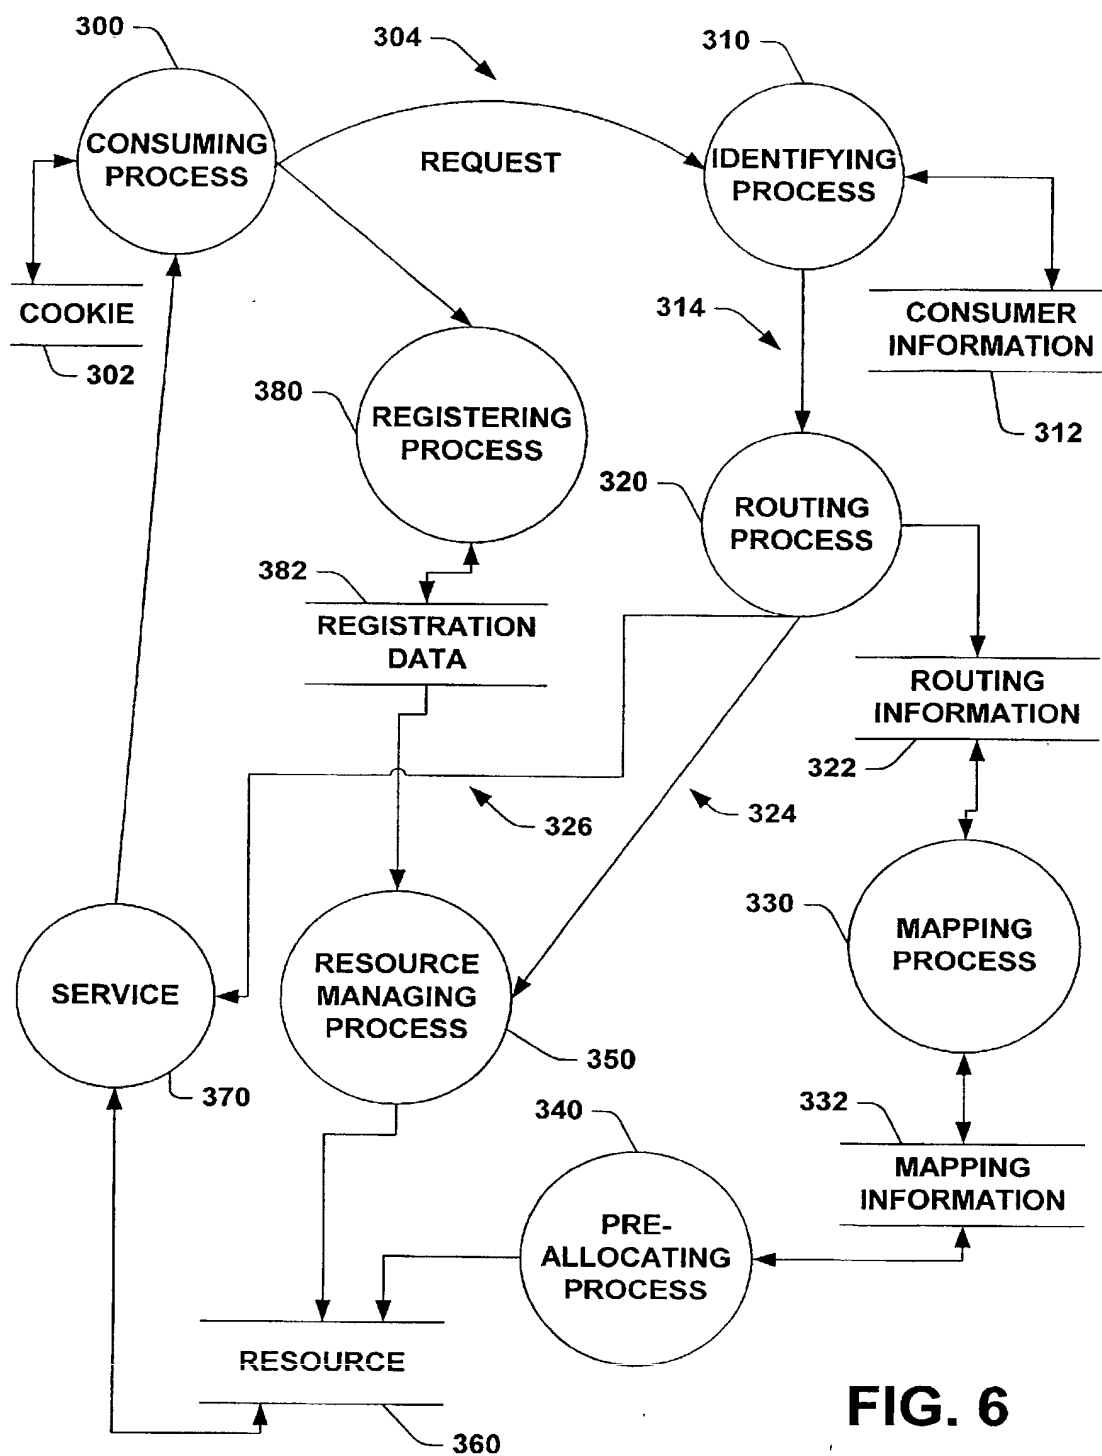 300
304
310
CONSUMING
PROCESS
REQUEST
IDENTIFYING
PROCESS
COOKIE
302
314
CONSUMER
INFORMATION
312
380
REGISTERING
PROCESS
320
ROUTING
PROCESS
382
REGISTRATION
DATA
ROUTING
INFORMATION
322
326
324
330
MAPPING
PROCESS
SERVICE
370
RESOURCE
MANAGING
PROCESS
350
340
332
MAPPING
INFORMATION
PRE-
ALLOCATING
PROCESS
RESOURCE
360
FIG. 6